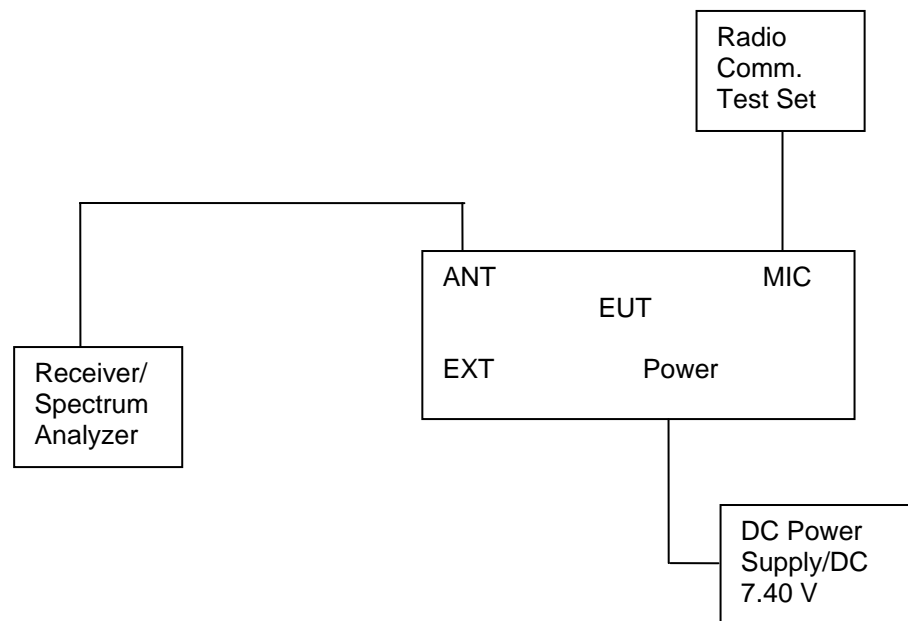 Radio
Comm.
Test Set
ANT
MIC
EUT
EXT
Power
Receiver/
Spectrum
Analyzer
DC Power
Supply/DC
7.40 V